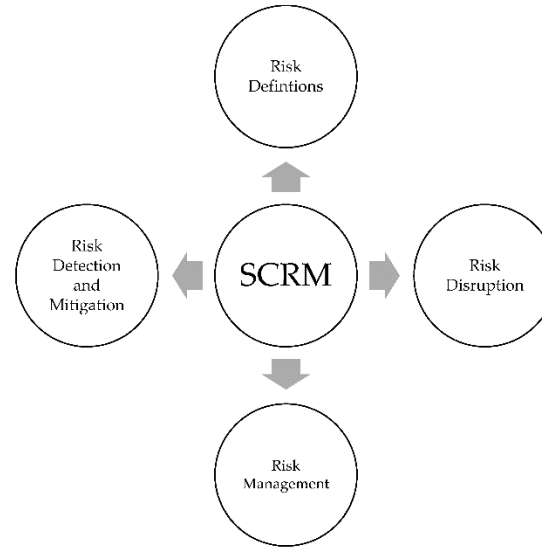 Risk
Defintions
Risk
Detection
and
Mitigation
SCRM
Risk
Disruption
Risk
Management